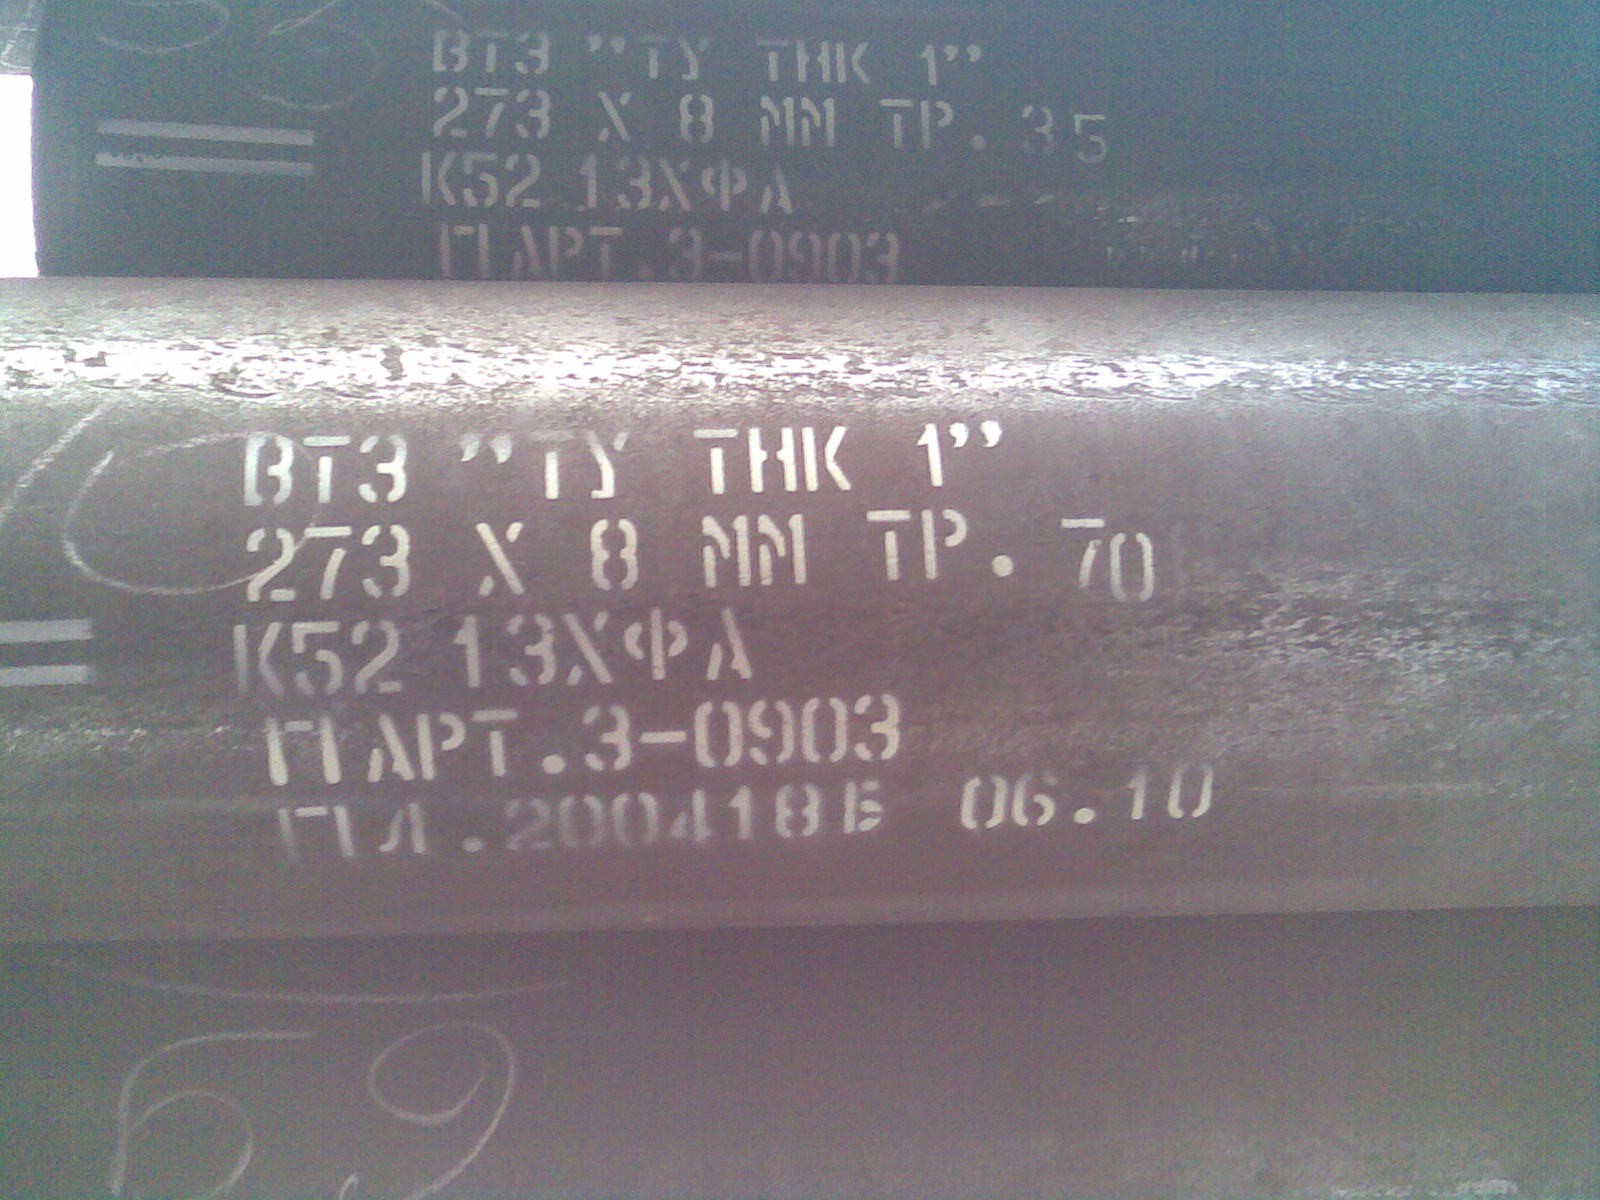 ВТЗ "ТУ ТНК 1"
273 Х 8 ММ ТР. 35
К52 13ХФА
ПАРТ.3-0903
ВТЗ "ТУ ТНК 1"
273 Х 8 ММ ТР. 70
К52 13ХФА
ПАРТ.3-0903
ПЛ.200418Б 06.10